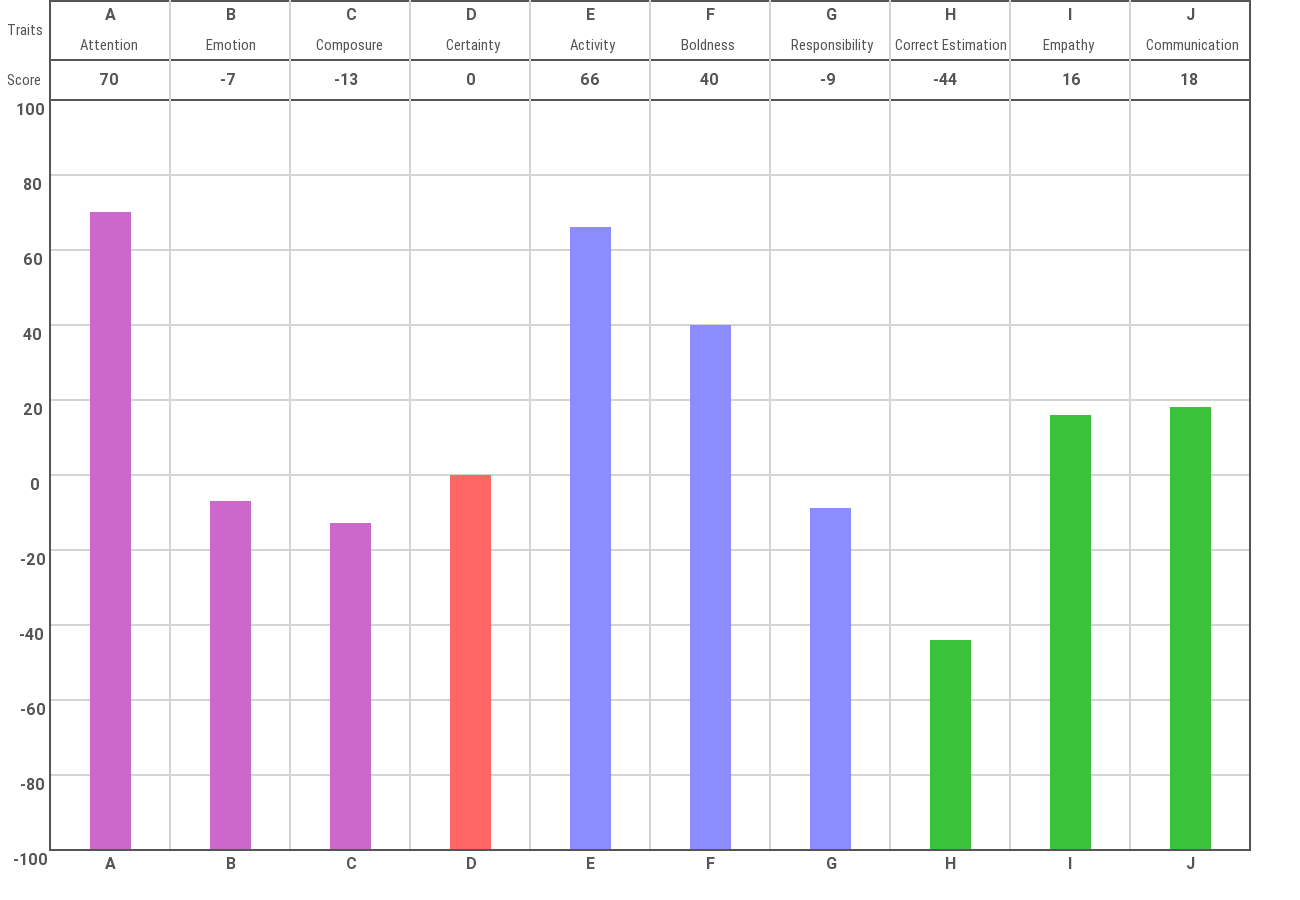 A B C D E F G H I J
Traits
Attention Emotion Composure Certainty Activity Boldness Responsibility Correct Estimation Empathy Communication
Score 70 -7 -13 0 66 40 -9 -44 16 18
100
80
60
40
20
0
-20
-40
-60
-80
-100
A B C D E F G H I J